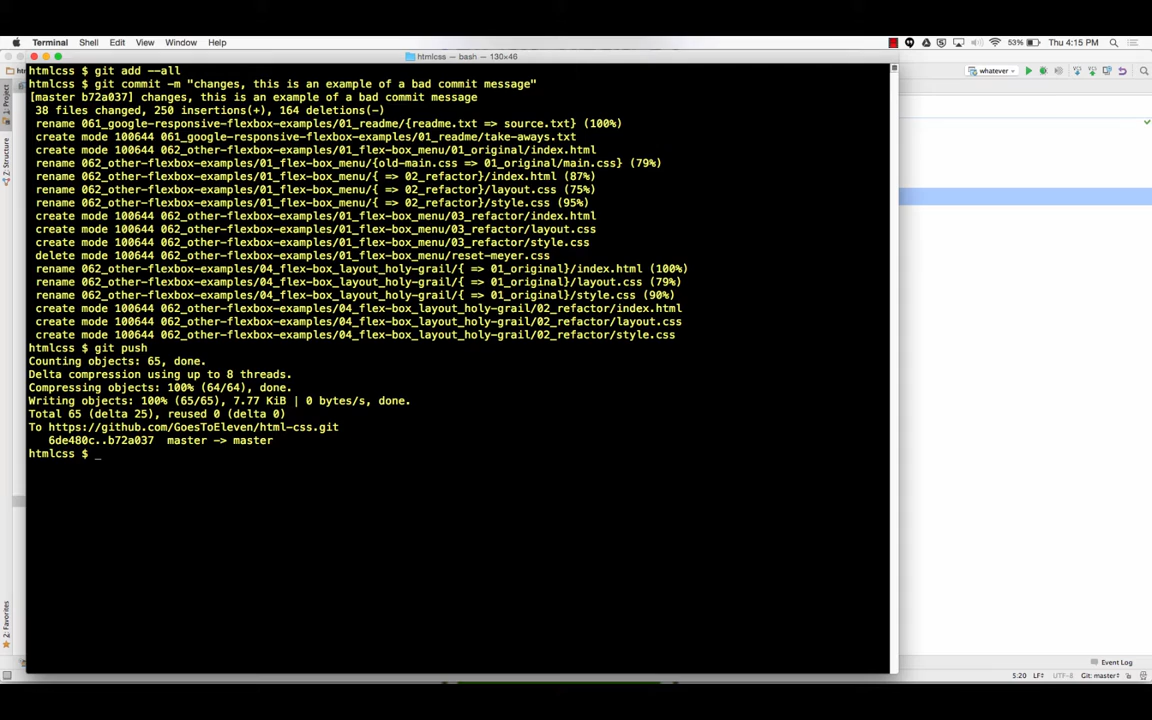 Terminal Shell Edit View Window Help 53% Thu 4:15 PM
htmlcss — bash — 130×46
htmlcss $ git add --all
htmlcss $ git commit -m "changes, this is an example of a bad commit message"
[master b72a037] changes, this is an example of a bad commit message
38 files changed, 250 insertions(+), 164 deletions(-)
rename 061_google-responsive-flexbox-examples/01_readme/{readme.txt => source.txt} (100%)
create mode 100644 061_google-responsive-flexbox-examples/01_readme/take-aways.txt
create mode 100644 062_other-flexbox-examples/01_flex-box_menu/01_original/index.html
rename 062_other-flexbox-examples/01_flex-box_menu/{old-main.css => 01_original/main.css} (79%)
rename 062_other-flexbox-examples/01_flex-box_menu/{ => 02_refactor}/index.html (87%)
rename 062_other-flexbox-examples/01_flex-box_menu/{ => 02_refactor}/layout.css (75%)
rename 062_other-flexbox-examples/01_flex-box_menu/{ => 02_refactor}/style.css (95%)
create mode 100644 062_other-flexbox-examples/01_flex-box_menu/03_refactor/index.html
create mode 100644 062_other-flexbox-examples/01_flex-box_menu/03_refactor/layout.css
create mode 100644 062_other-flexbox-examples/01_flex-box_menu/03_refactor/style.css
delete mode 100644 062_other-flexbox-examples/01_flex-box_menu/reset-meyer.css
rename 062_other-flexbox-examples/04_flex-box_layout_holy-grail/{ => 01_original}/index.html (100%)
rename 062_other-flexbox-examples/04_flex-box_layout_holy-grail/{ => 01_original}/layout.css (79%)
rename 062_other-flexbox-examples/04_flex-box_layout_holy-grail/{ => 01_original}/style.css (90%)
create mode 100644 062_other-flexbox-examples/04_flex-box_layout_holy-grail/02_refactor/index.html
create mode 100644 062_other-flexbox-examples/04_flex-box_layout_holy-grail/02_refactor/layout.css
create mode 100644 062_other-flexbox-examples/04_flex-box_layout_holy-grail/02_refactor/style.css
htmlcss $ git push
Counting objects: 65, done.
Delta compression using up to 8 threads.
Compressing objects: 100% (64/64), done.
Writing objects: 100% (65/65), 7.77 KiB | 0 bytes/s, done.
Total 65 (delta 25), reused 0 (delta 0)
To https://github.com/GoesToEleven/html-css.git
6de480c..b72a037 master -> master
htmlcss $ _
whatever
1: Project
7: Structure
2: Favorites
Event Log
5:20 LF UTF-8 Git: master